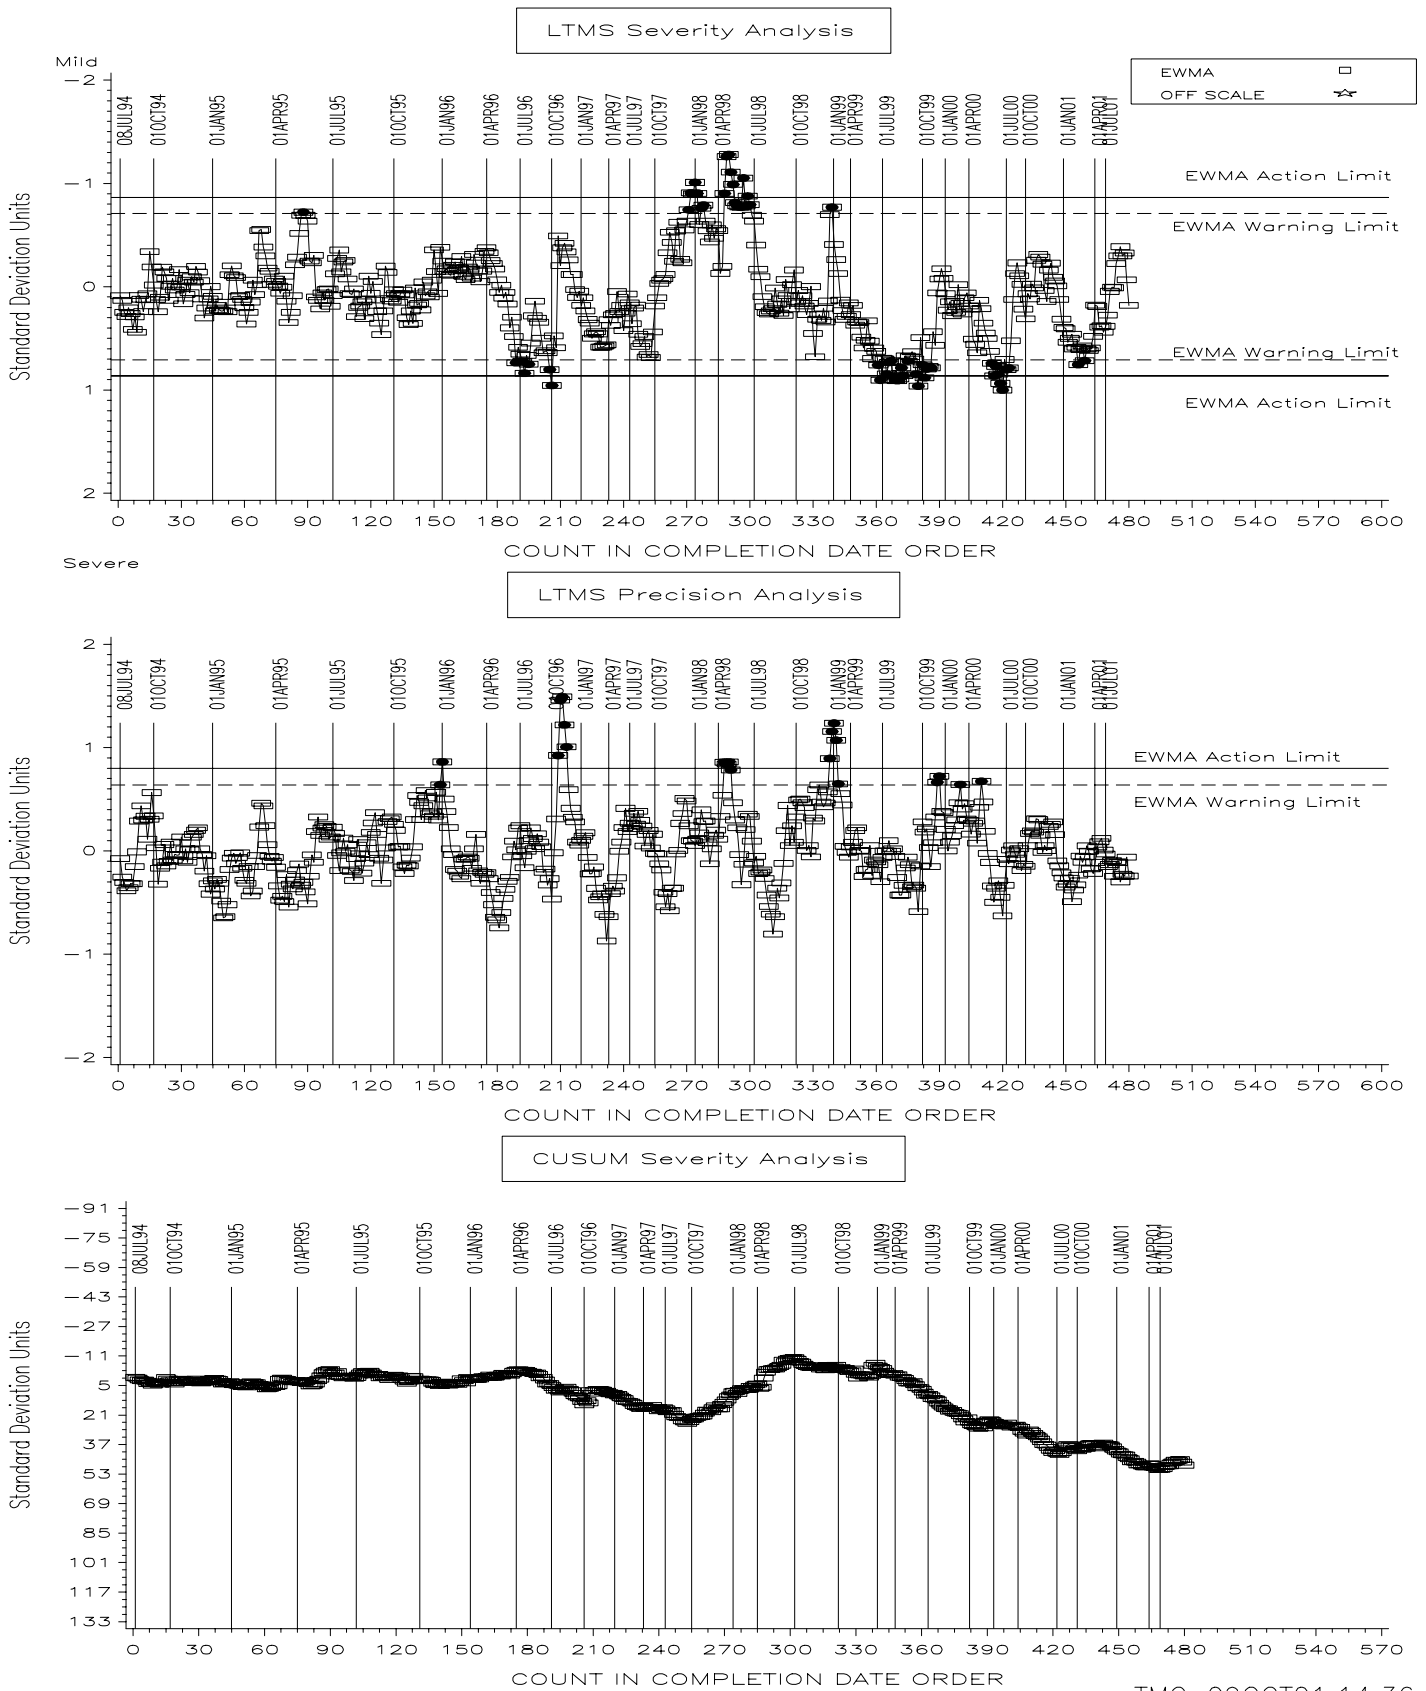 LTMS Severity Analysis
Mild
EWMA
OFF SCALE
-2
-1
0
1
2
Standard Deviation Units
08JUL94
01OCT94
01JAN95
01APR95
01JUL95
01OCT95
01JAN96
01APR96
01JUL96
01OCT96
01JAN97
01APR97
01JUL97
01OCT97
01JAN98
01APR98
01JUL98
01OCT98
01JAN99
01APR99
01JUL99
01OCT99
01JAN00
01APR00
01JUL00
01OCT00
01JAN01
01APR01
01JUL01
EWMA Action Limit
EWMA Warning Limit
EWMA Warning Limit
EWMA Action Limit
0 30 60 90 120 150 180 210 240 270 300 330 360 390 420 450 480 510 540 570 600
COUNT IN COMPLETION DATE ORDER
Severe
LTMS Precision Analysis
2
1
0
-1
-2
Standard Deviation Units
08JUL94
01OCT94
01JAN95
01APR95
01JUL95
01OCT95
01JAN96
01APR96
01JUL96
01OCT96
01JAN97
01APR97
01JUL97
01OCT97
01JAN98
01APR98
01JUL98
01OCT98
01JAN99
01APR99
01JUL99
01OCT99
01JAN00
01APR00
01JUL00
01OCT00
01JAN01
01APR01
01JUL01
EWMA Action Limit
EWMA Warning Limit
0 30 60 90 120 150 180 210 240 270 300 330 360 390 420 450 480 510 540 570 600
COUNT IN COMPLETION DATE ORDER
CUSUM Severity Analysis
-91
-75
-59
-43
-27
-11
5
21
37
53
69
85
101
117
133
Standard Deviation Units
08JUL94
01OCT94
01JAN95
01APR95
01JUL95
01OCT95
01JAN96
01APR96
01JUL96
01OCT96
01JAN97
01APR97
01JUL97
01OCT97
01JAN98
01APR98
01JUL98
01OCT98
01JAN99
01APR99
01JUL99
01OCT99
01JAN00
01APR00
01JUL00
01OCT00
01JAN01
01APR01
01JUL01
0 30 60 90 120 150 180 210 240 270 300 330 360 390 420 450 480 510 540 570
COUNT IN COMPLETION DATE ORDER